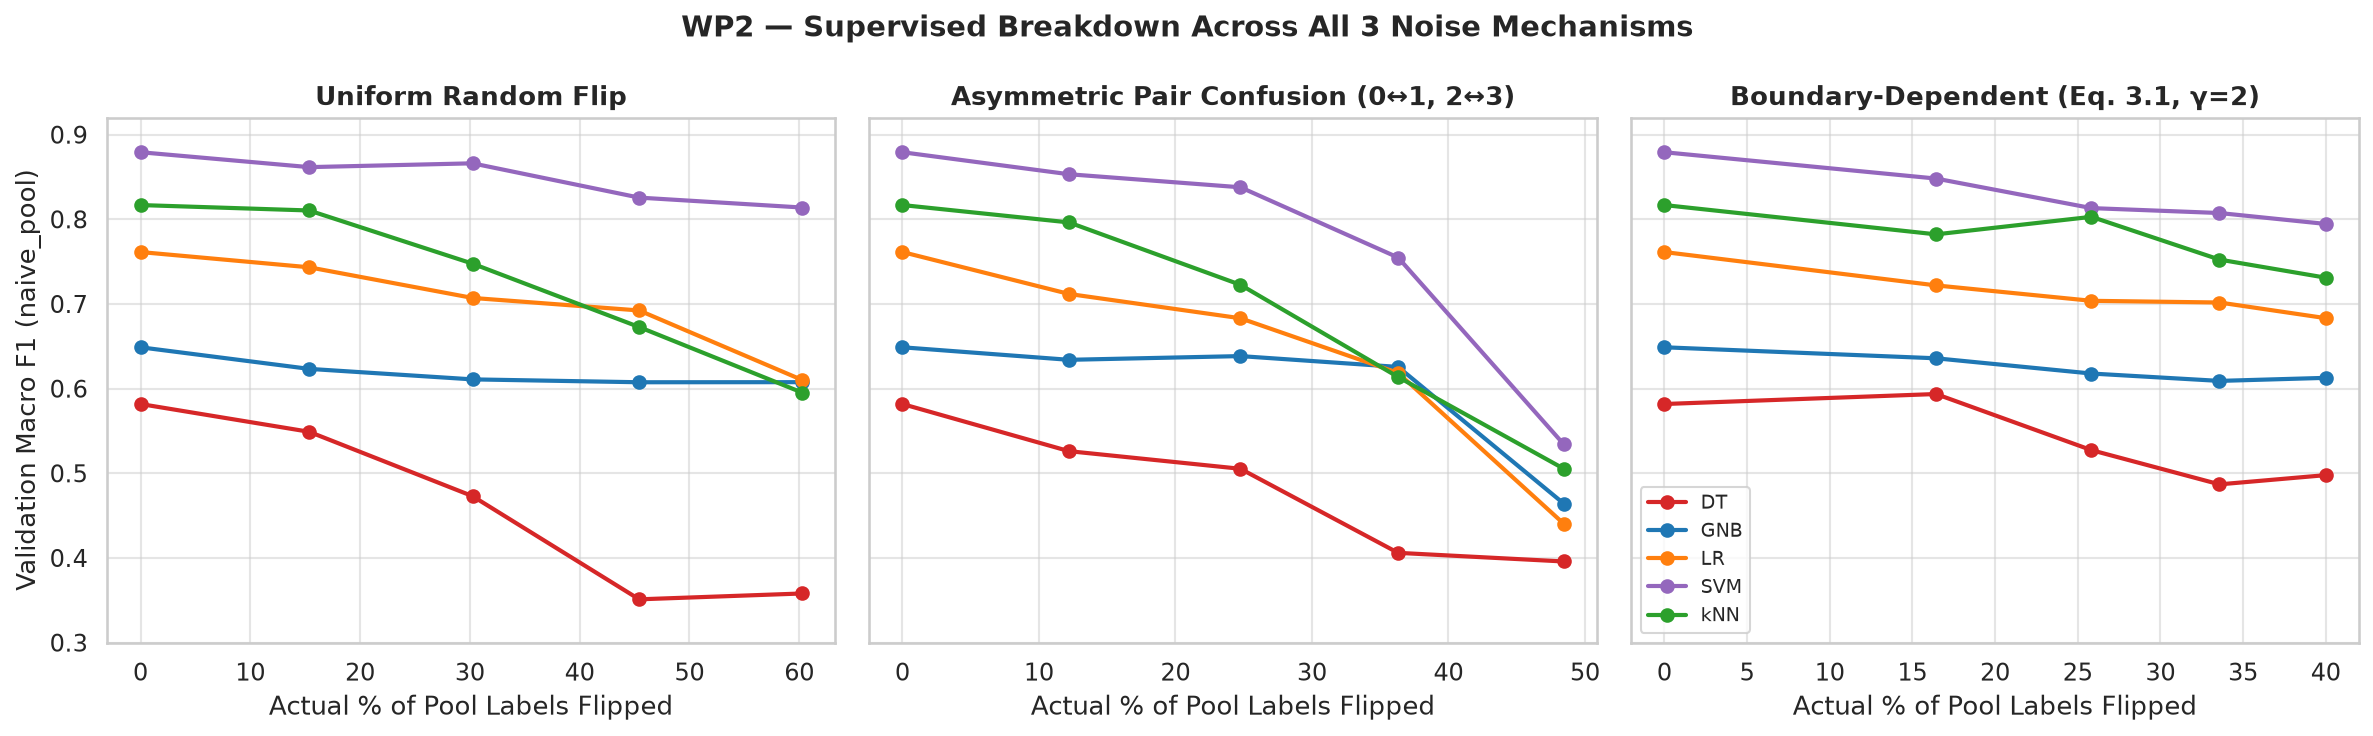 WP2 — Supervised Breakdown Across All 3 Noise Mechanisms
Uniform Random Flip
Asymmetric Pair Confusion (0↔1, 2↔3)
Boundary-Dependent (Eq. 3.1, γ=2)
Validation Macro F1 (naive_pool)
0.9
0.8
0.7
0.6
0.5
0.4
0.3
0 10 20 30 40 50 60
Actual % of Pool Labels Flipped
0 10 20 30 40 50
Actual % of Pool Labels Flipped
DT
GNB
LR
SVM
kNN
0 5 10 15 20 25 30 35 40
Actual % of Pool Labels Flipped